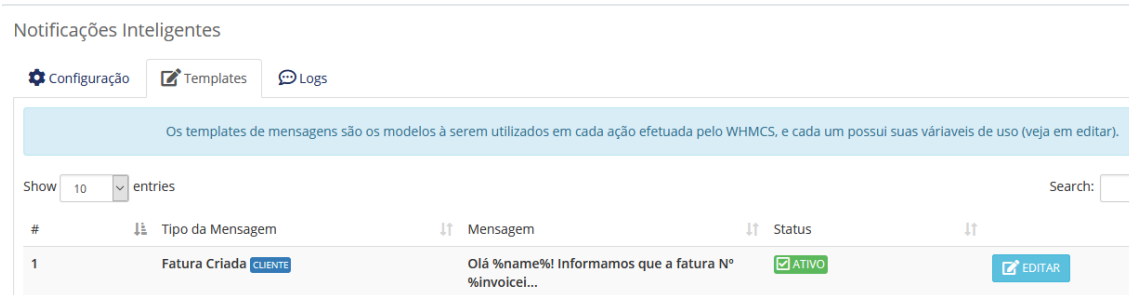 Notificações Inteligentes
Configuração Templates Logs
Os templates de mensagens são os modelos à serem utilizados em cada ação efetuada pelo WHMCS, e cada um possui suas váriaveis de uso (veja em editar).
Show 10 entries Search:
# Tipo da Mensagem Mensagem Status
1 Fatura Criada CLIENTE Olá %name%! Informamos que a fatura Nº ATIVO EDITAR
%invoicei...